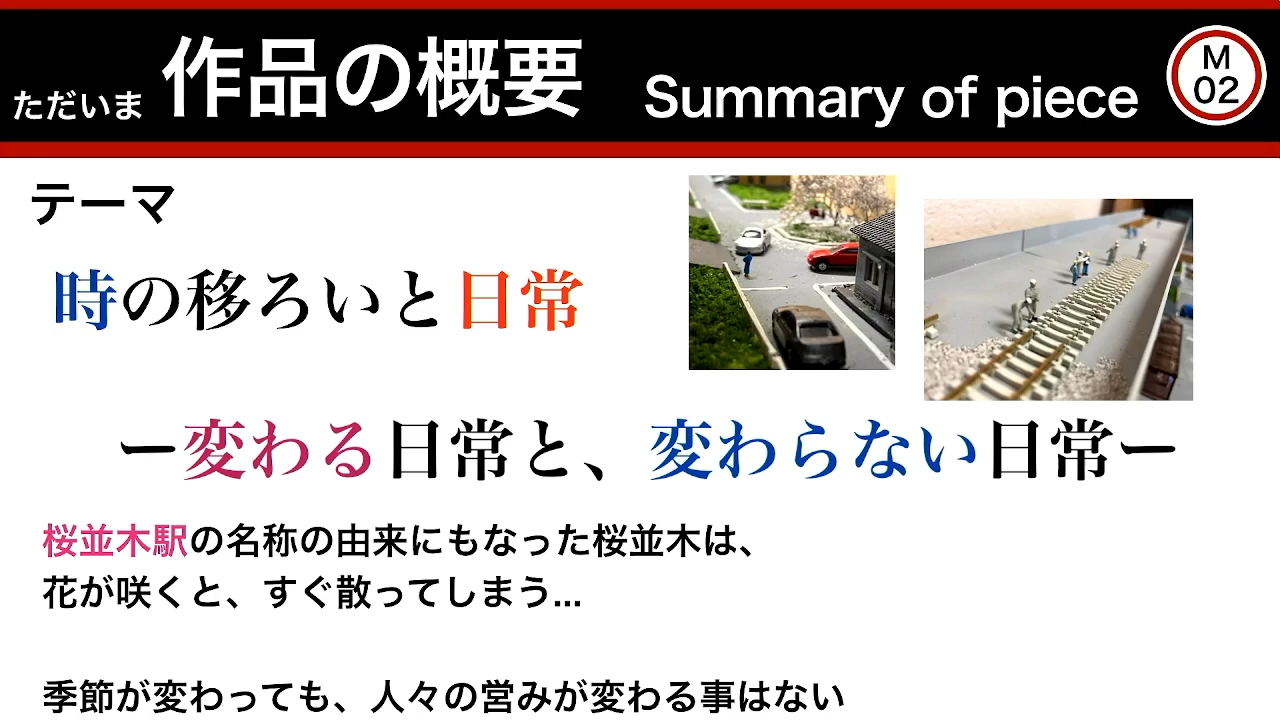 ただいま 作品の概要 Summary of piece
M
02
テーマ
時の移ろいと日常
ー変わる日常と、変わらない日常ー
桜並木駅の名称の由来にもなった桜並木は、
花が咲くと、すぐ散ってしまう...
季節が変わっても、人々の営みが変わる事はない